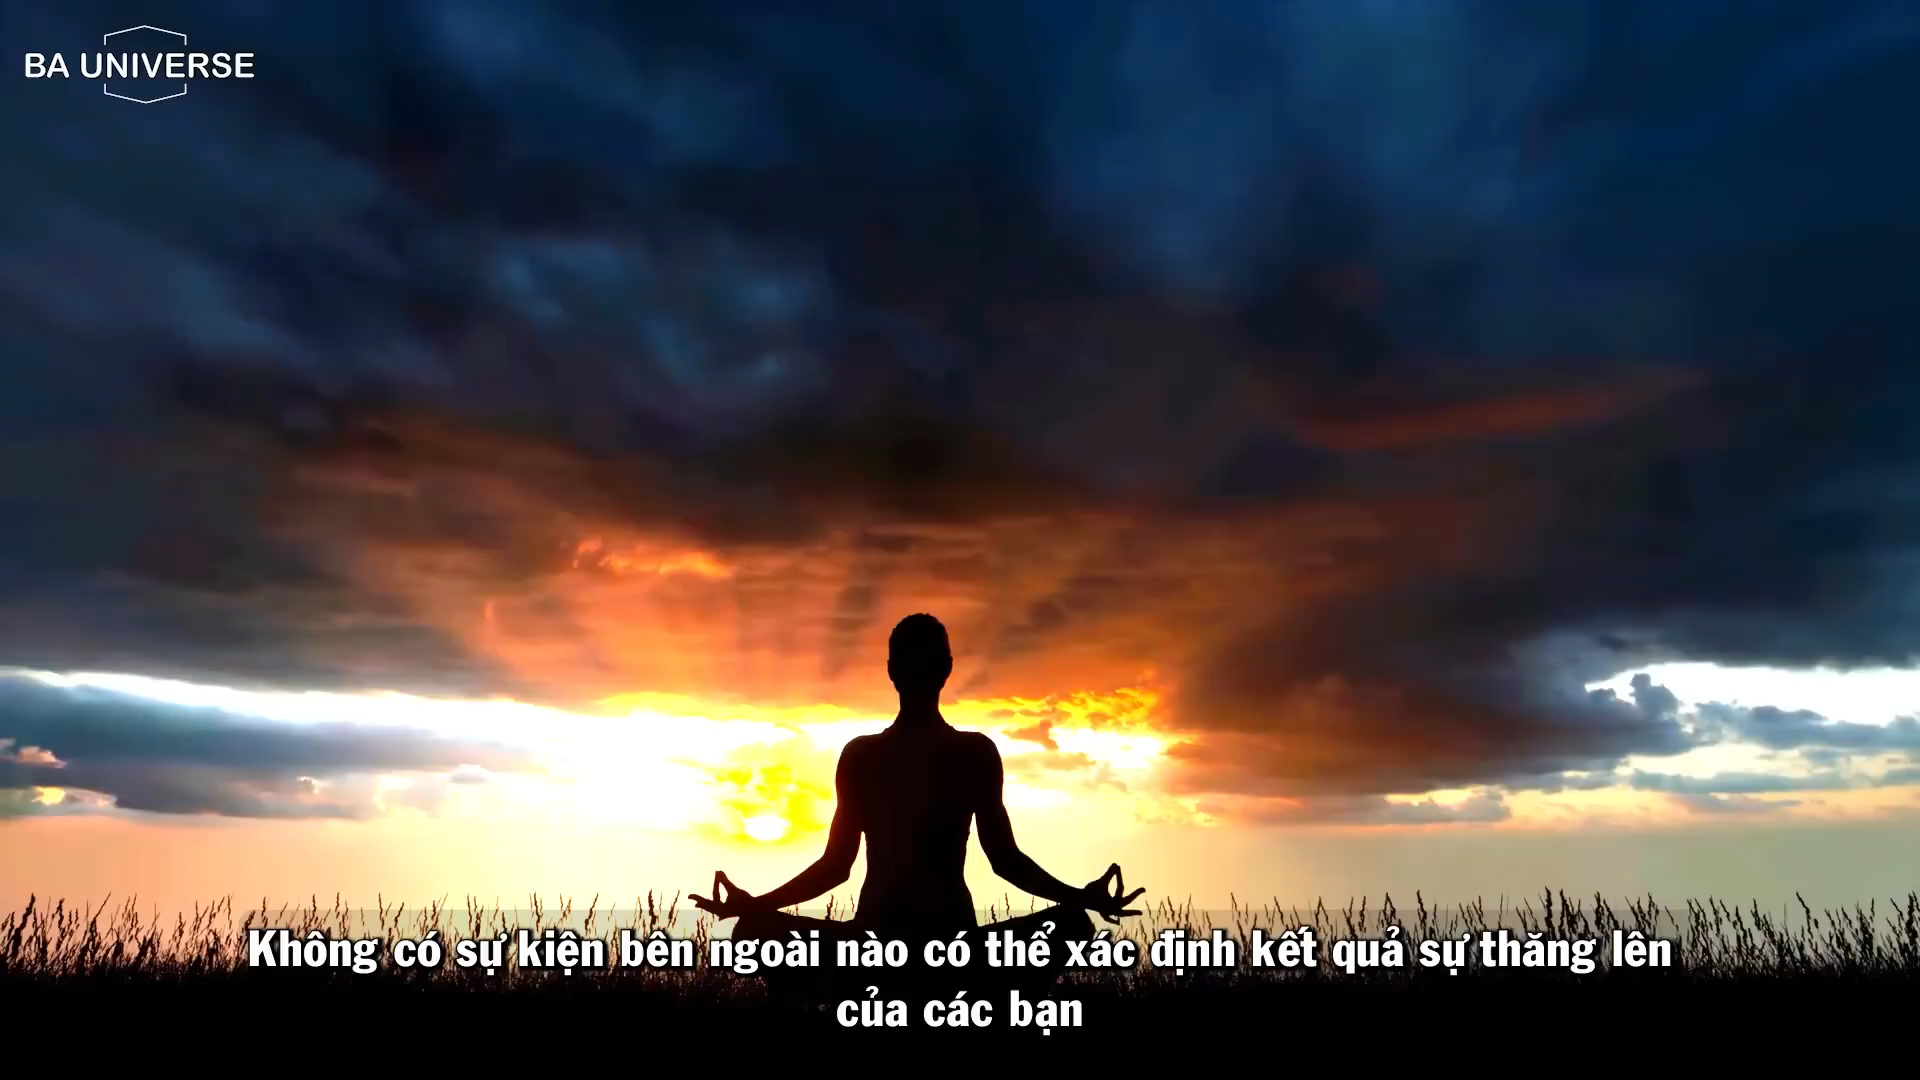 BA UNIVERSE
Không có sự kiện bên ngoài nào có thể xác định kết quả sự thăng lên
của các bạn